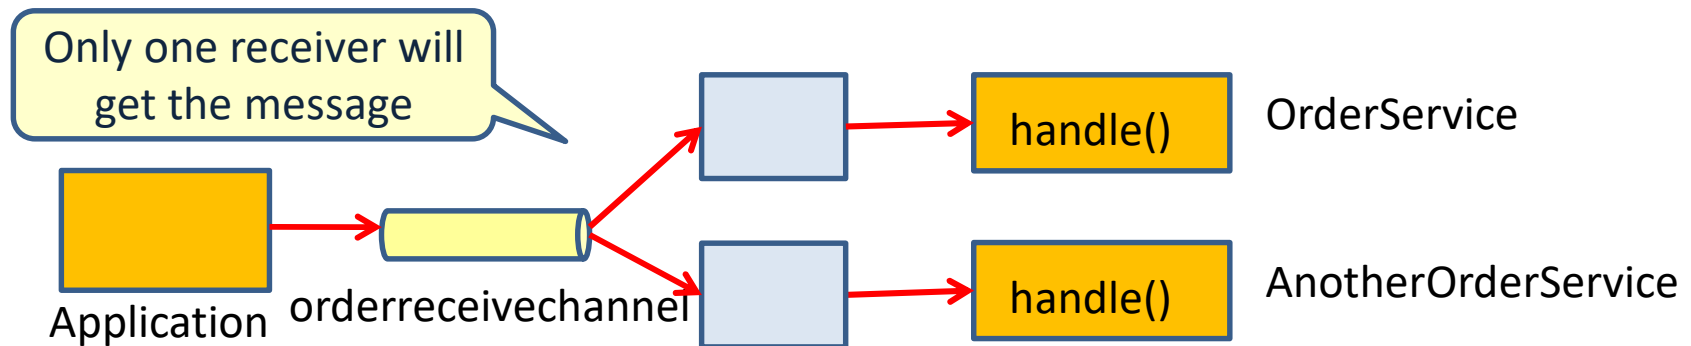 Only one receiver will
get the message
handle()
OrderService
Application
orderreceivechannel
handle()
AnotherOrderService